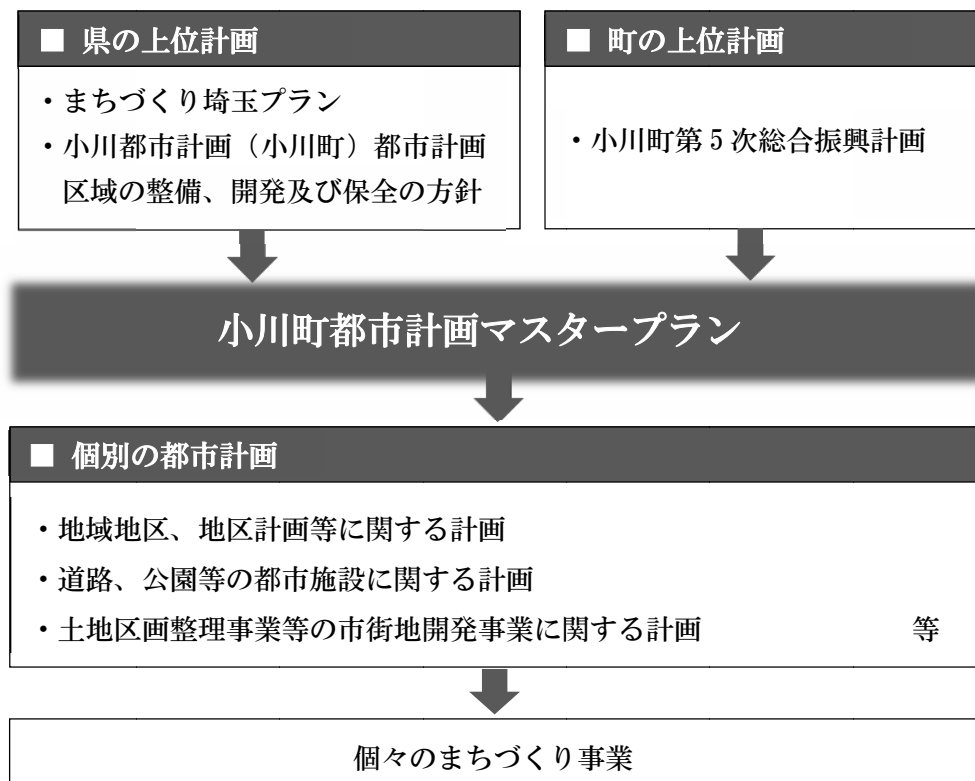 ■ 県の上位計画
・まちづくり埼玉プラン
・小川都市計画（小川町）都市計画
区域の整備、開発及び保全の方針
■ 町の上位計画
・小川町第５次総合振興計画
小川町都市計画マスタープラン
■ 個別の都市計画
・地域地区、地区計画等に関する計画
・道路、公園等の都市施設に関する計画
・土地区画整理事業等の市街地開発事業に関する計画　等
個々のまちづくり事業